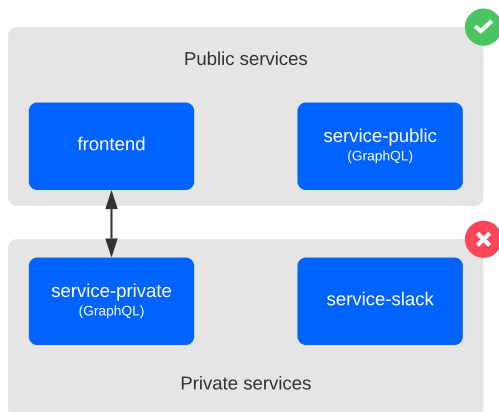 Public services
frontend
service-public
(GraphQL)
service-private
(GraphQL)
service-slack
Private services